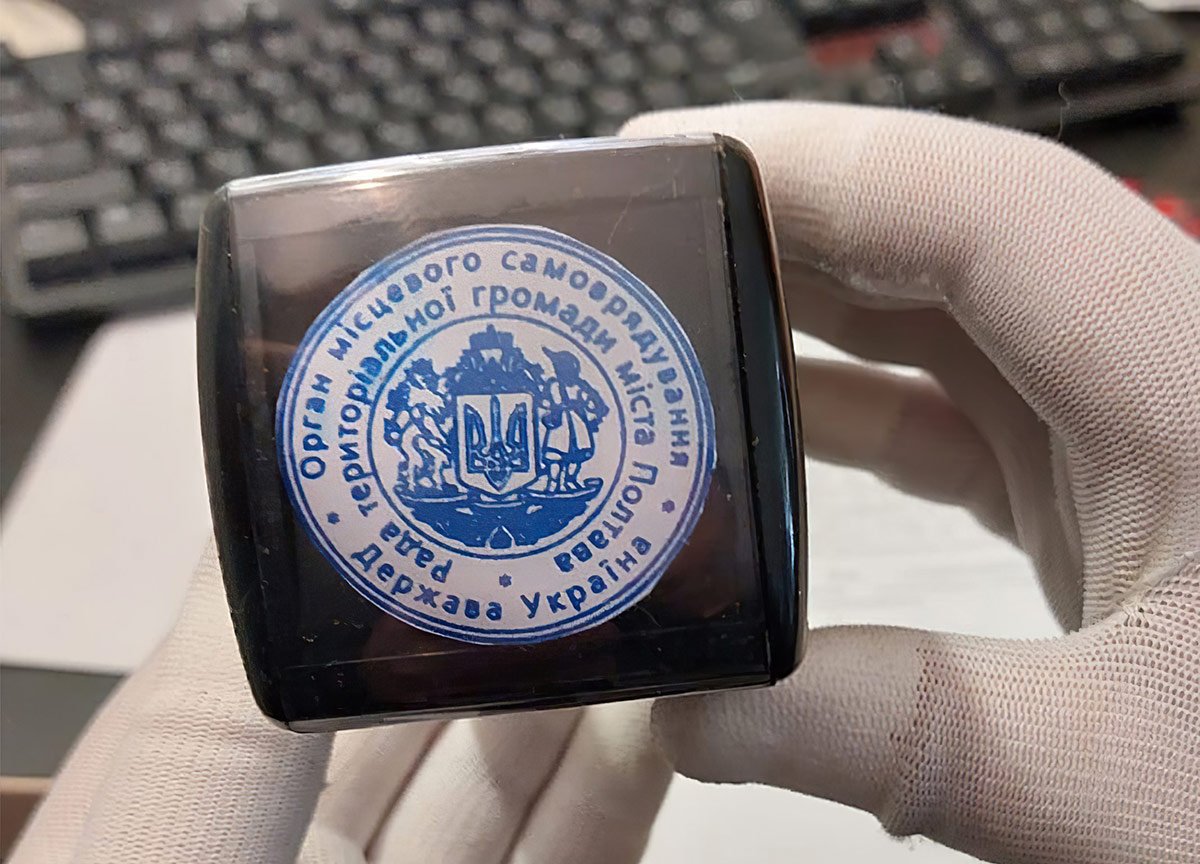 Орган місцевого самоврядування
Держава Україна
Рада територіальної громади міста Полтава